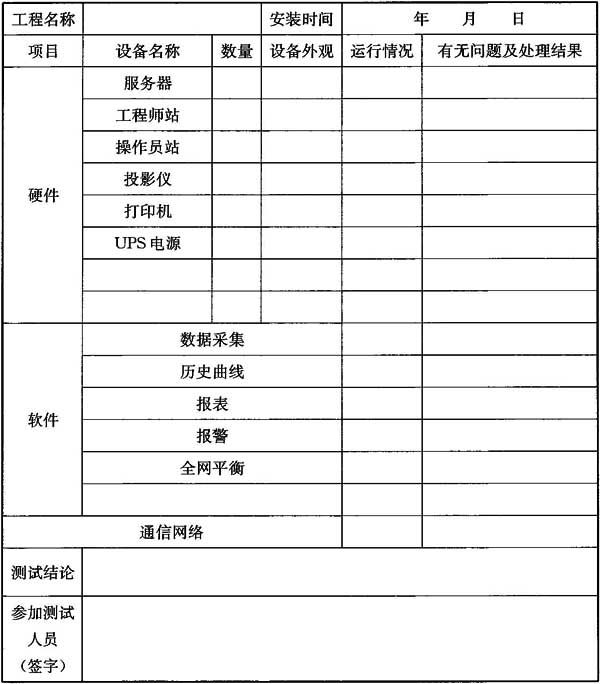 工程名称 安装时间 年 月 日
项目 设备名称 数量 设备外观 运行情况 有无问题及处理结果
硬件
服务器
工程师站
操作员站
投影仪
打印机
UPS电源
软件
数据采集
历史曲线
报表
报警
全网平衡
通信网络
测试结论
参加测试
人员
（签字）